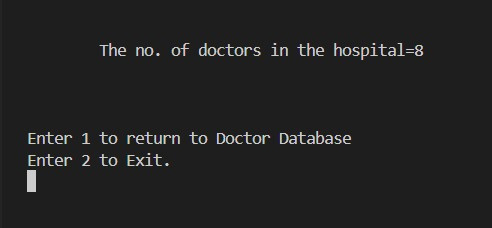 The no. of doctors in the hospital=8
Enter 1 to return to Doctor Database
Enter 2 to Exit.